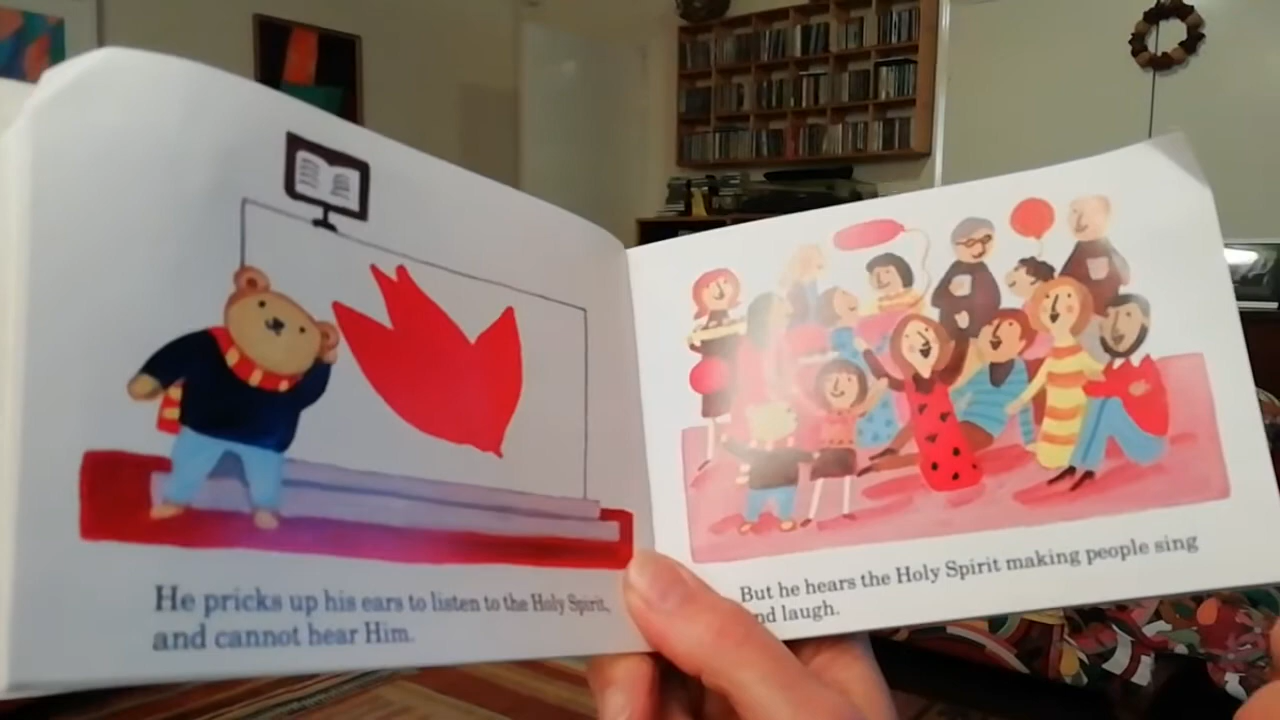 He pricks up his ears to listen to the Holy Spirit,
and cannot hear Him.
But he hears the Holy Spirit making people sing
nd laugh.